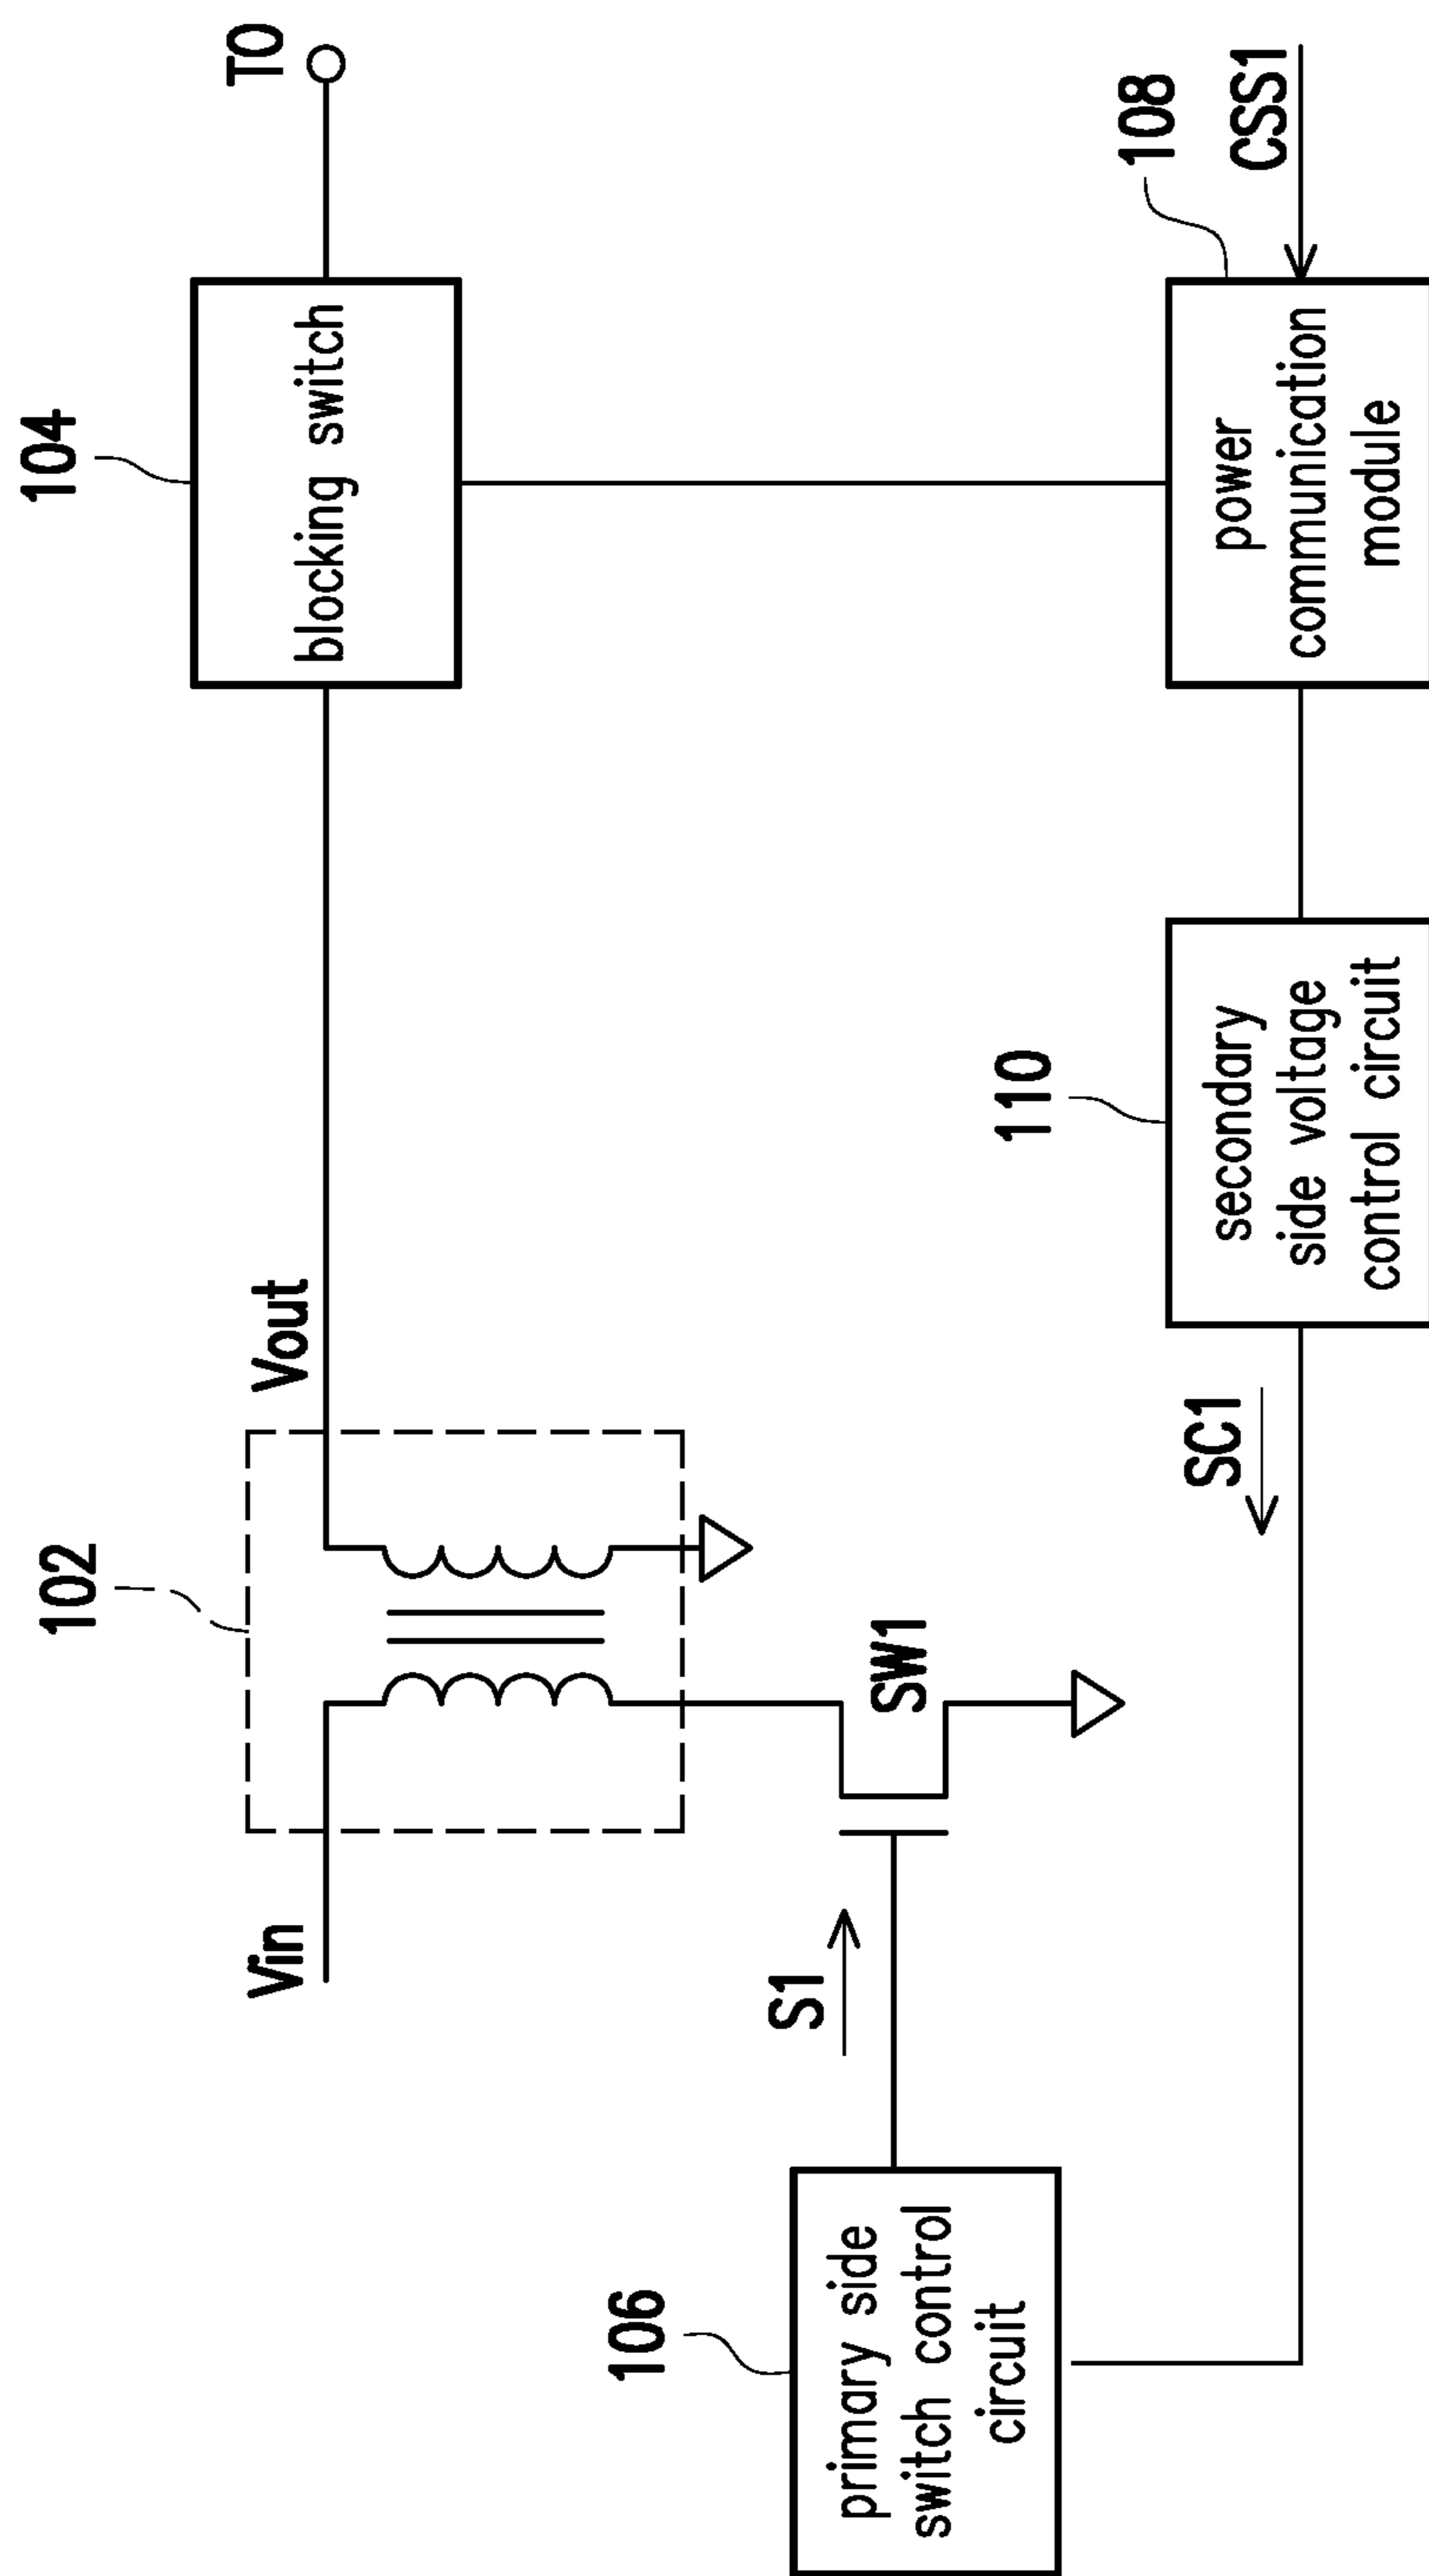 102
104
Vin
Vout
TO
blocking switch
106
S1
SW1
110
108
primary side
switch control
circuit
SC1
secondary
side voltage
control circuit
power
communication
module
CSS1